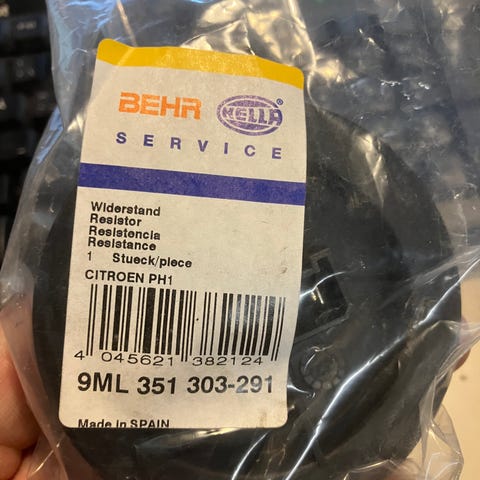 BEHR HELLA
SERVICE
Widerstand
Resistor
Resistencia
Resistance
1 Stueck/piece
CITROEN PH1
4 045621 382124
9ML 351 303-291
Made in SPAIN